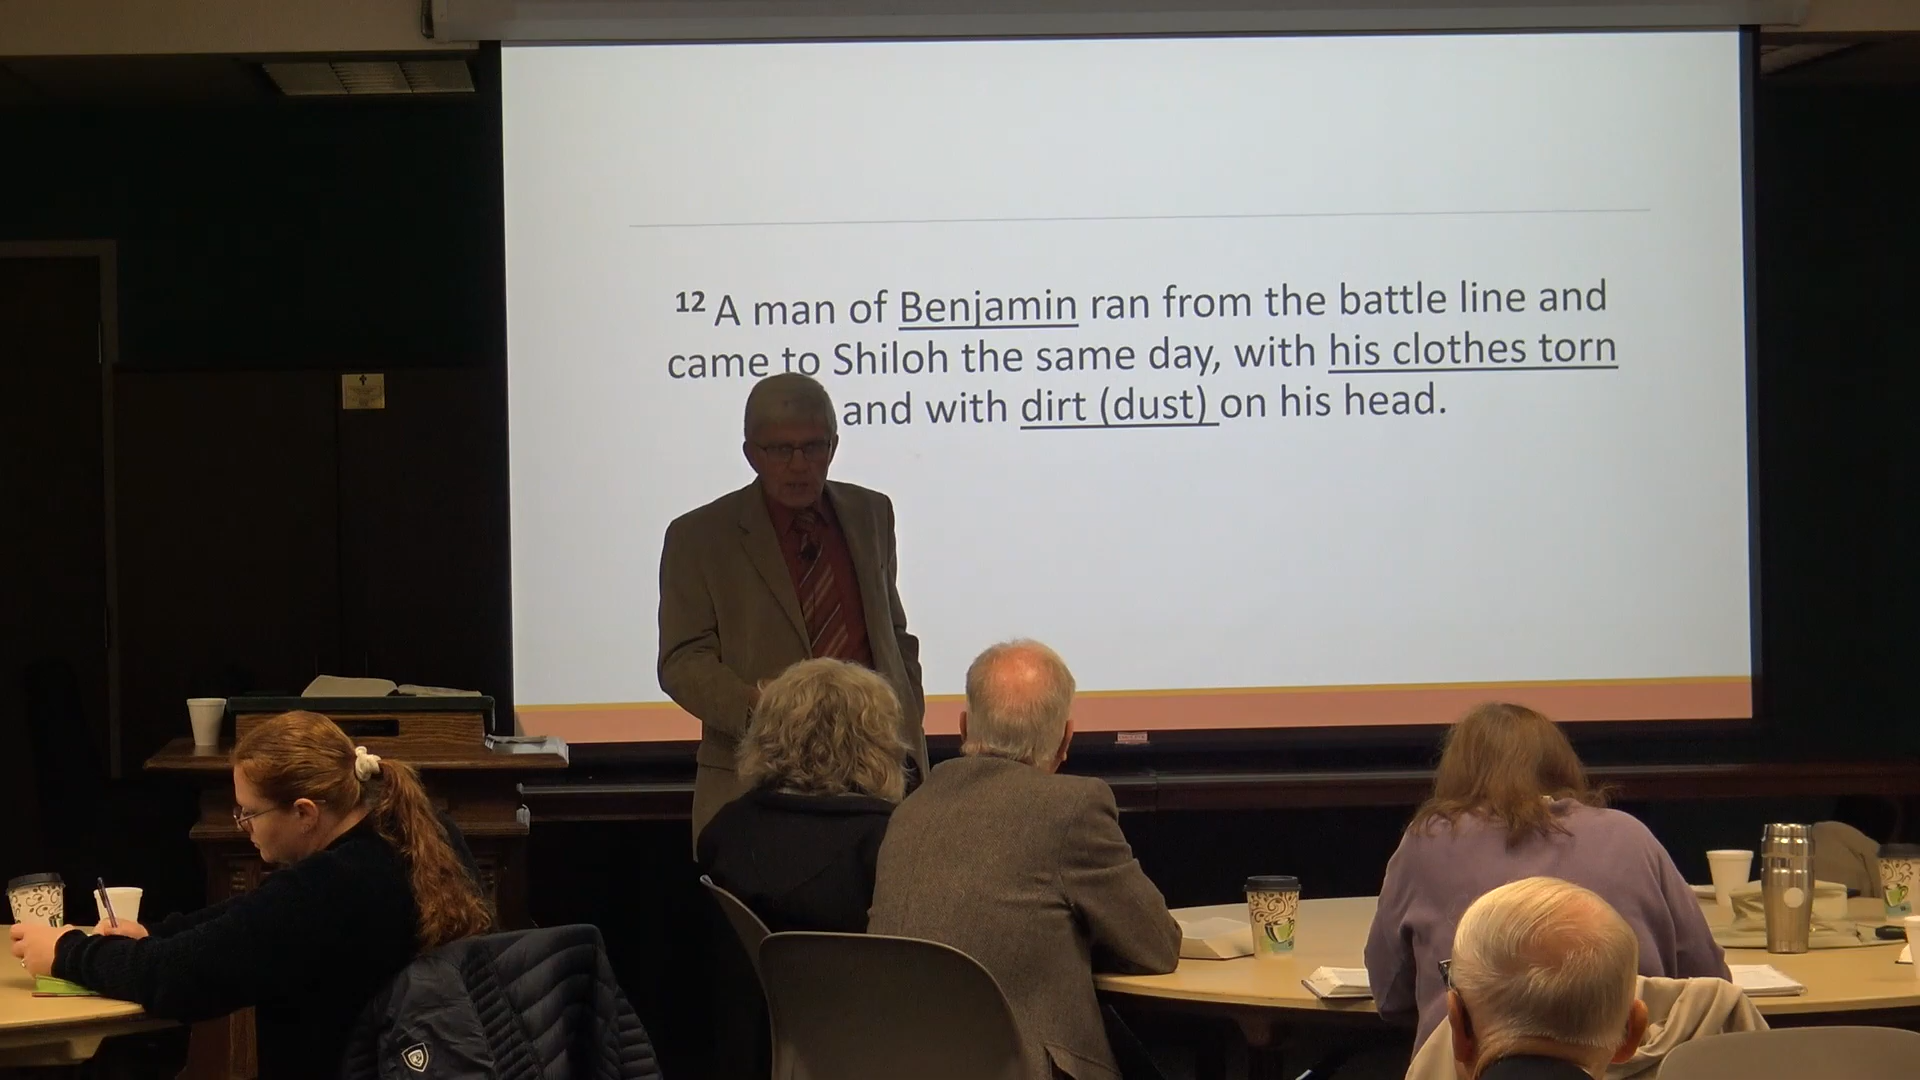 12 A man of Benjamin ran from the battle line and
came to Shiloh the same day, with his clothes torn
and with dirt (dust) on his head.